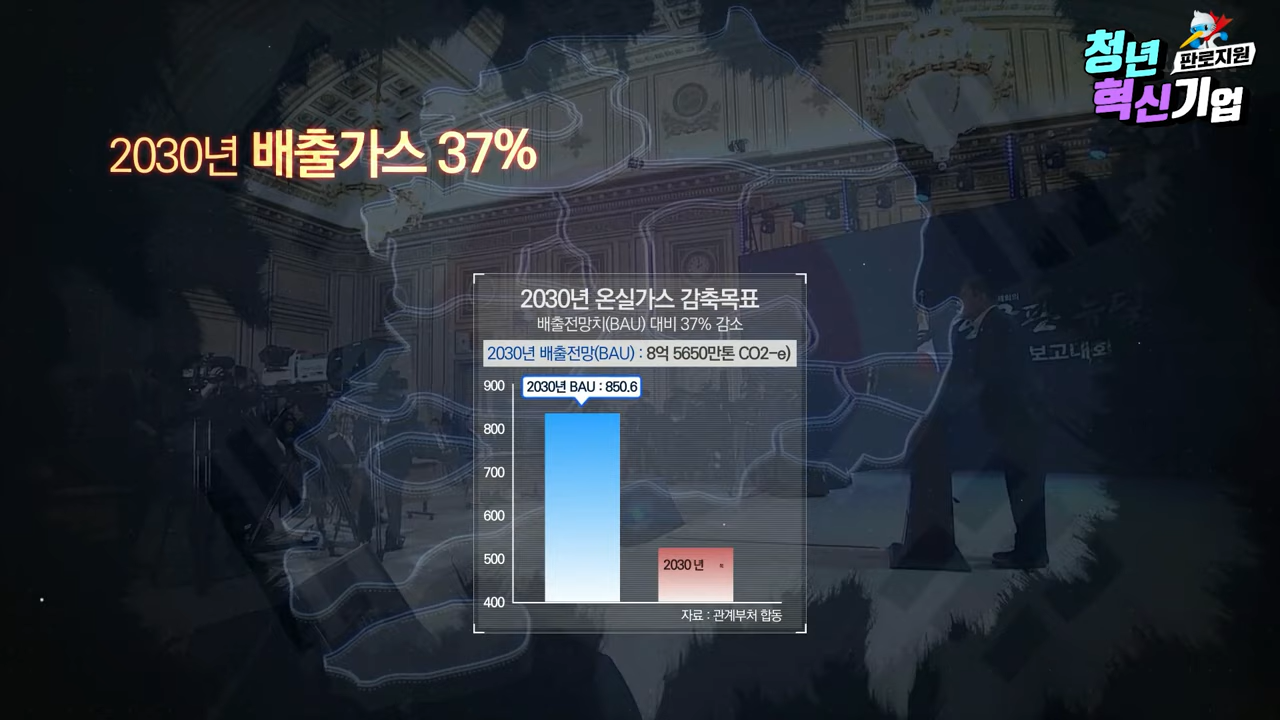 청년
판로지원
혁신기업
2030년 배출가스 37%
2030년 온실가스 감축목표
배출전망치(BAU) 대비 37% 감소
2030년 배출전망(BAU) : 8억 5650만톤 CO2-e)
900
2030년 BAU : 850.6
800
700
600
500
2030 년
400
자료 : 관계부처 합동
보고대회